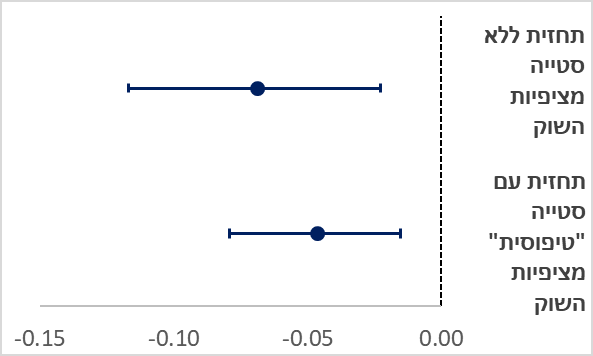 תחזית ללא
סטייה
מציפיות
השוק
תחזית עם
סטייה
"טיפוסית"
מציפיות
השוק
-0.15 -0.10 -0.05 0.00